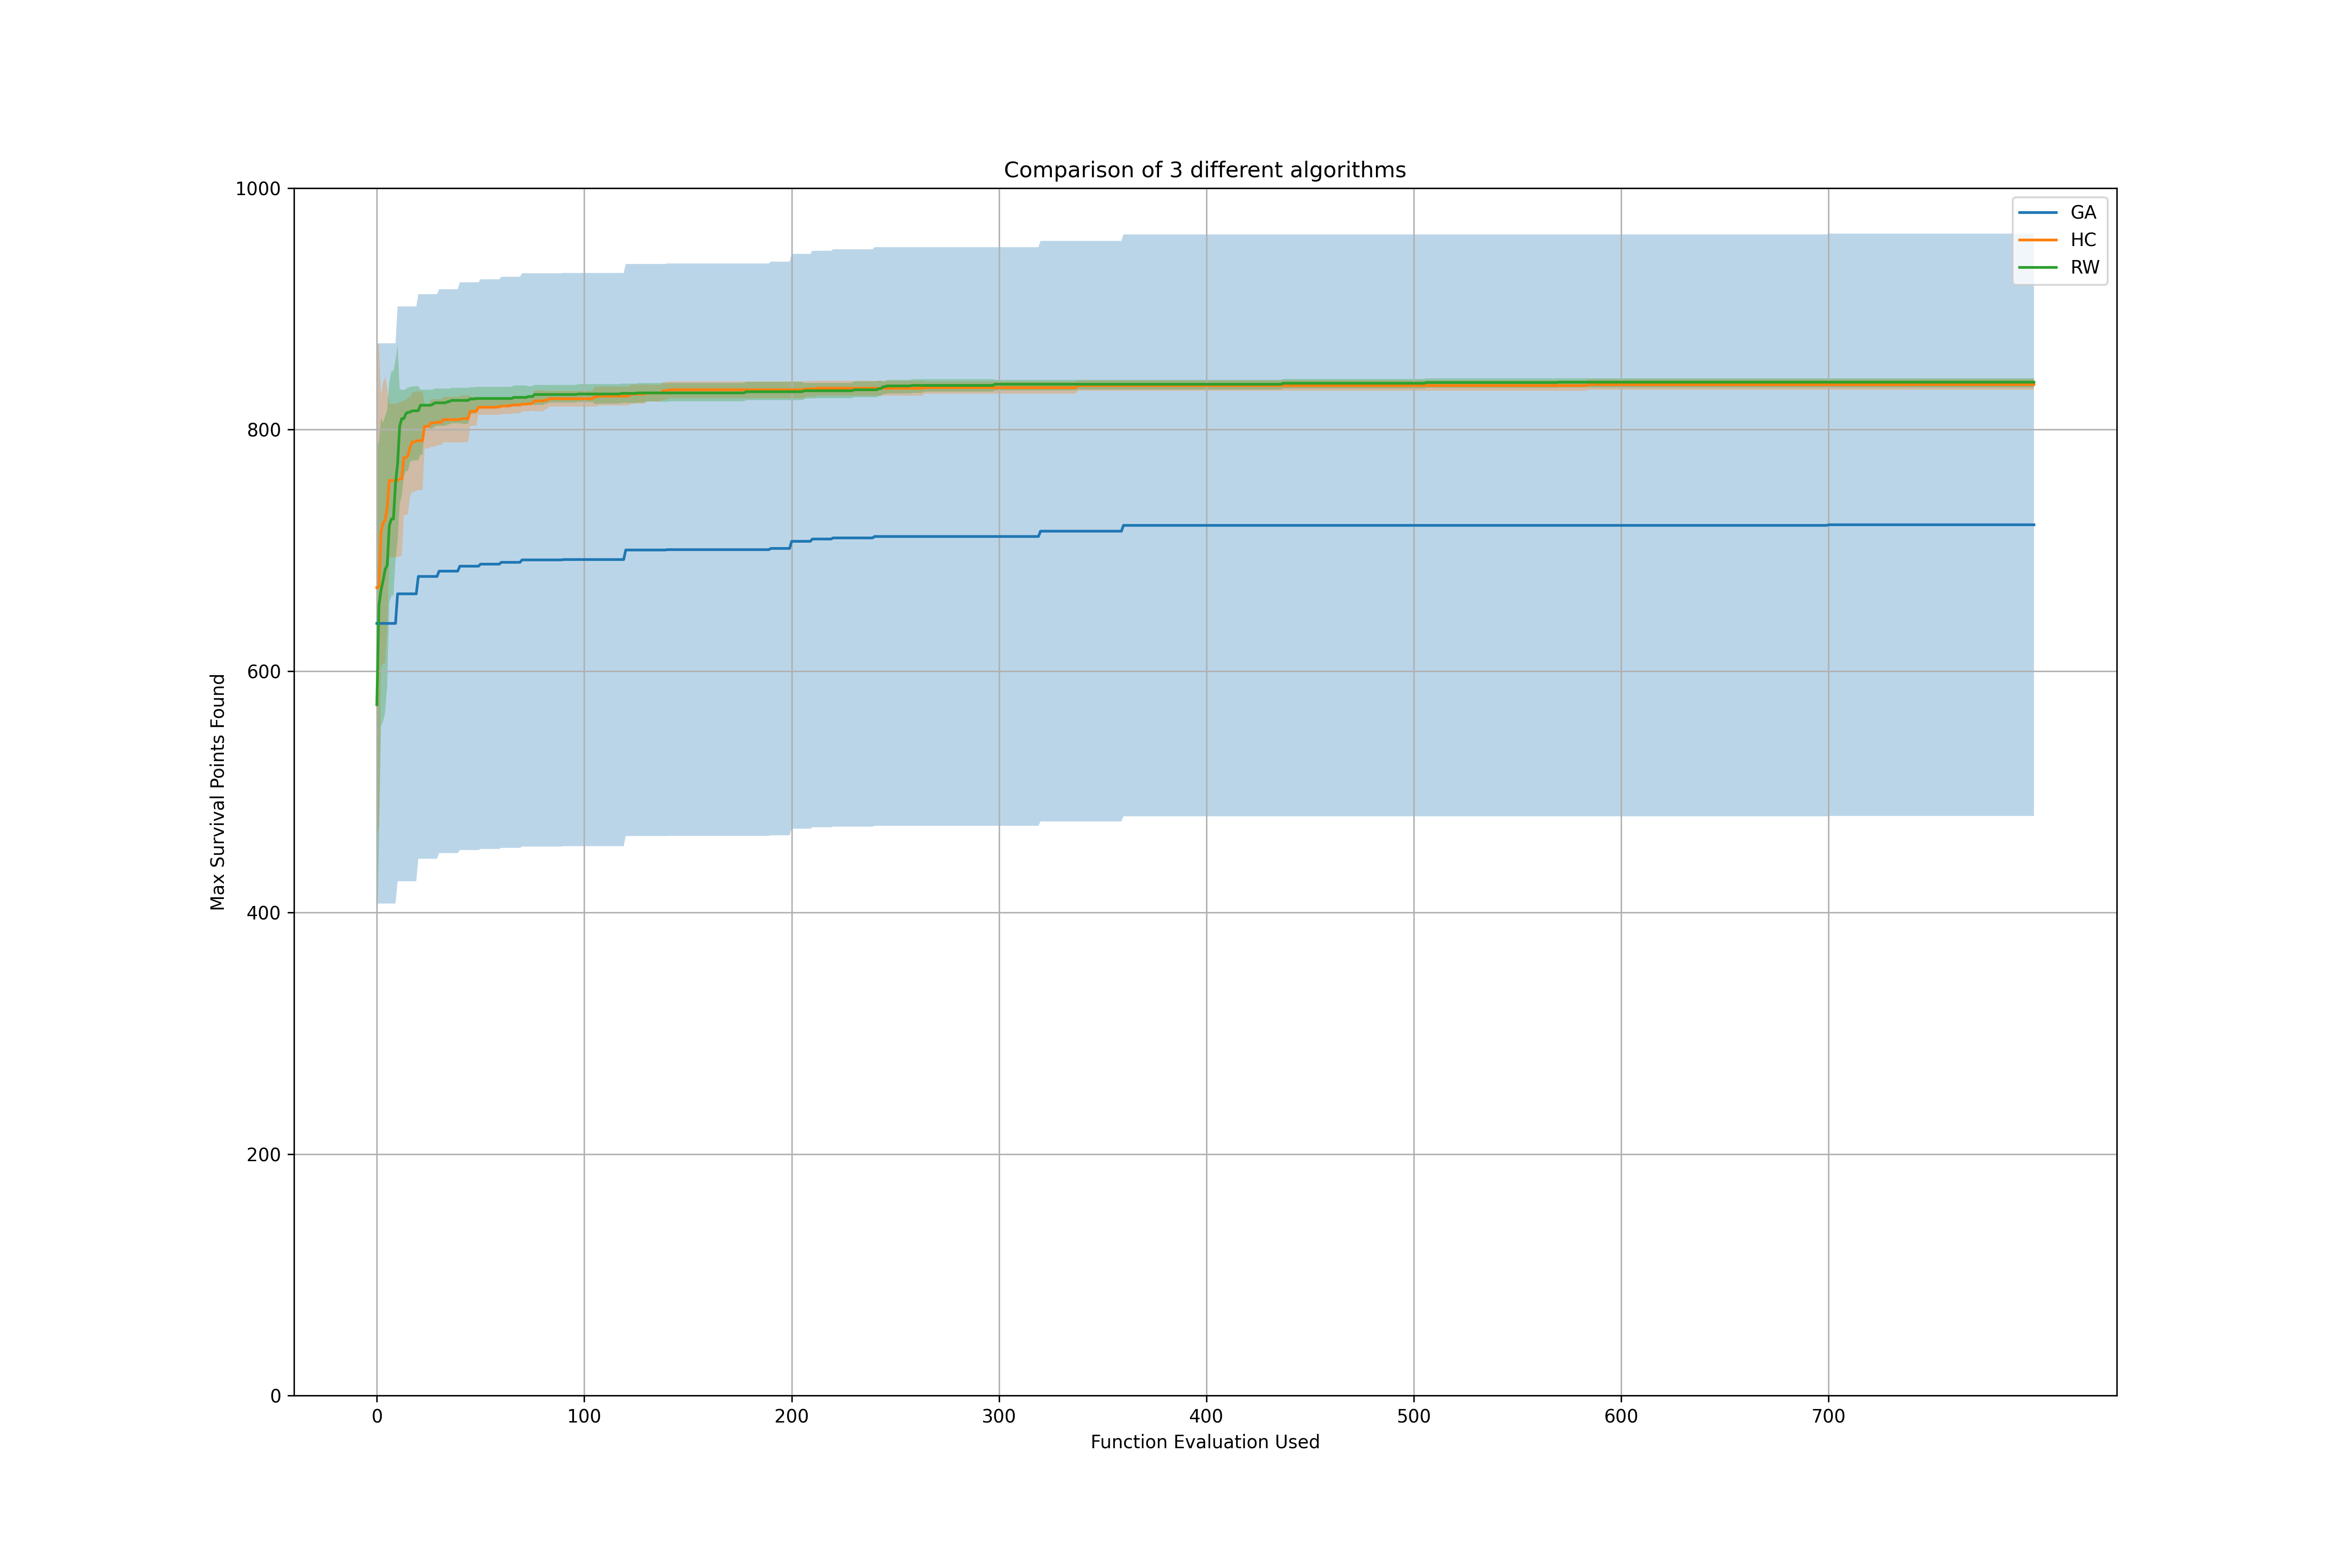 Comparison of 3 different algorithms
1000
800
600
400
200
0
Max Survival Points Found
GA
HC
RW
0 100 200 300 400 500 600 700
Function Evaluation Used